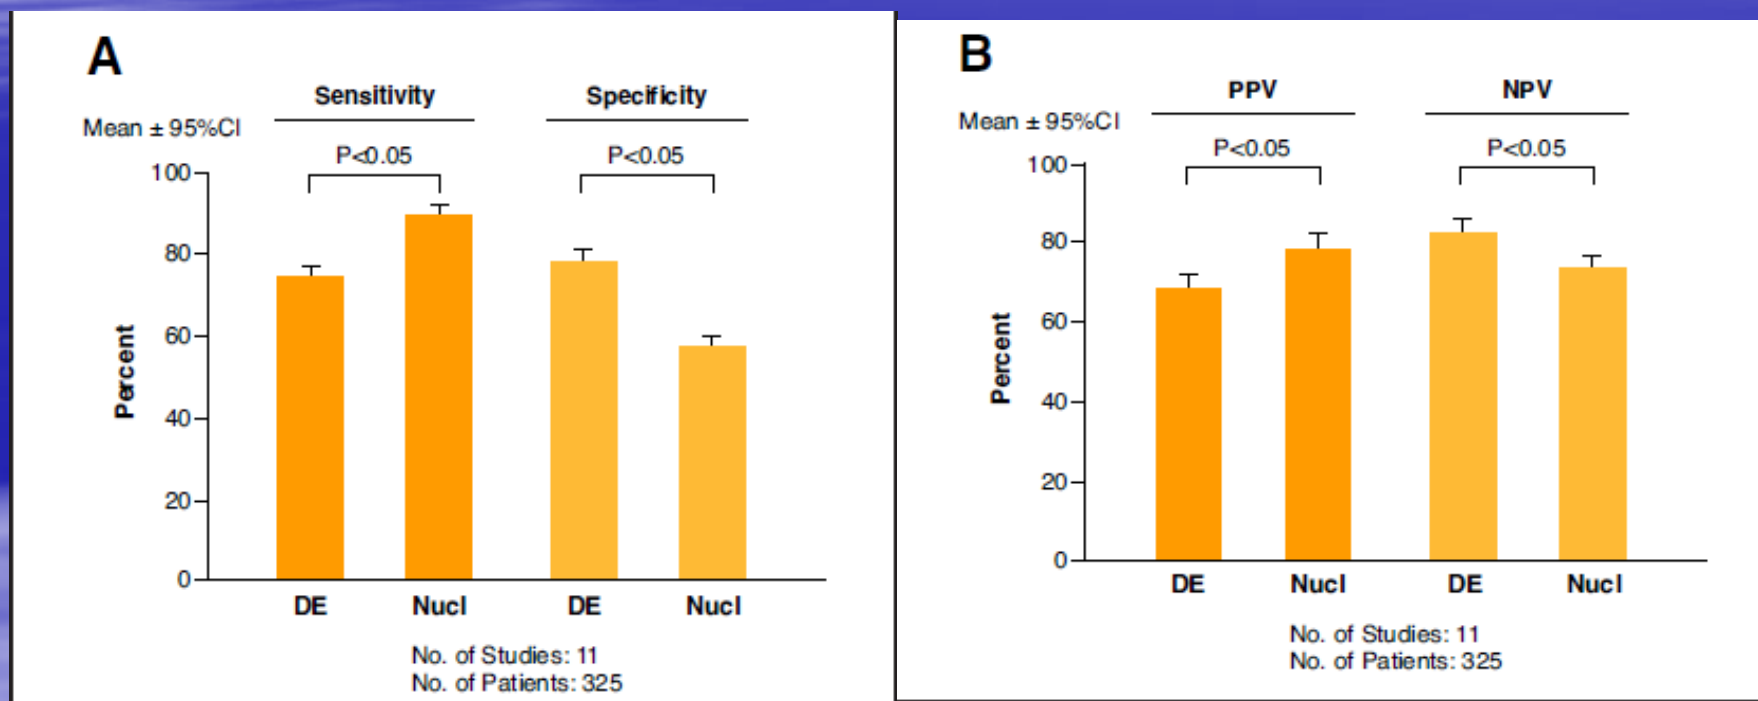 A
Sensitivity Specificity
Mean ± 95%CI
P<0.05 P<0.05
100
80
60
40
20
0
Percent
DE Nucl DE Nucl
No. of Studies: 11
No. of Patients: 325
B
PPV NPV
Mean ± 95%CI
P<0.05 P<0.05
100
80
60
40
20
0
Percent
DE Nucl DE Nucl
No. of Studies: 11
No. of Patients: 325